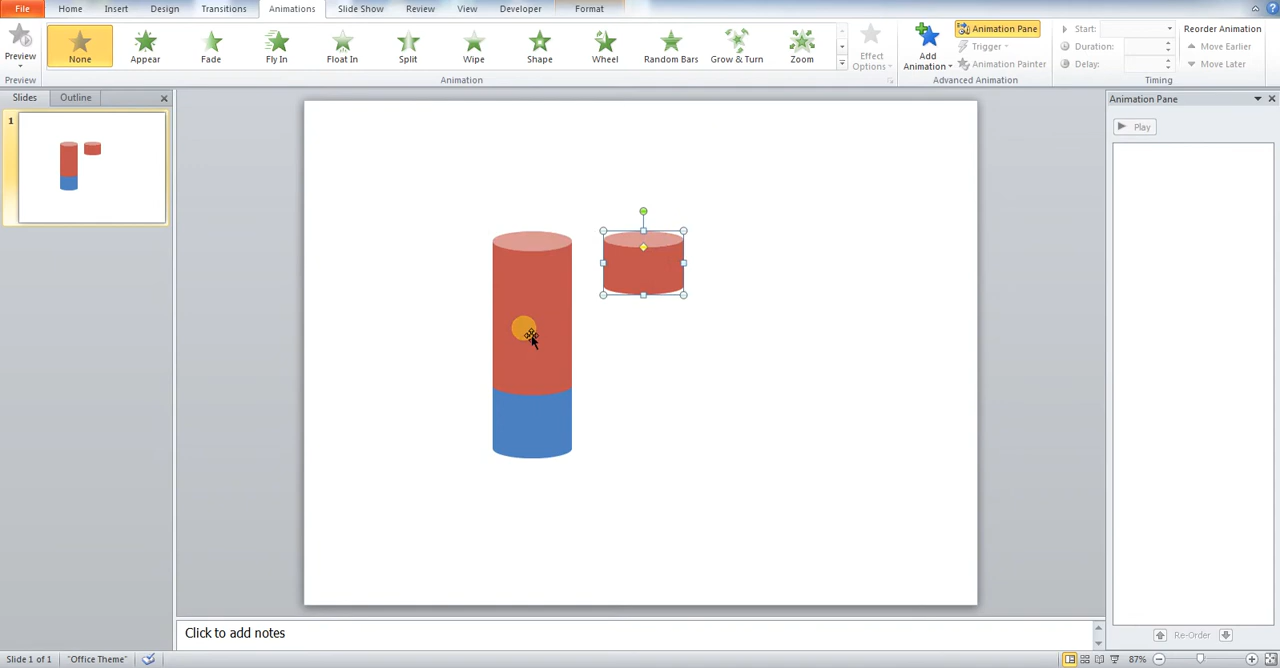 File Home Insert Design Transitions Animations Slide Show Review View Developer Format
Preview None Appear Fade Fly In Float In Split Wipe Shape Wheel Random Bars Grow & Turn Zoom Effect Options Add Animation Animation Pane Start: Reorder Animation
Trigger Duration: Move Earlier
Animation Painter Delay: Move Later
Preview Animation Advanced Animation Timing
Slides Outline Animation Pane
1
Play
Click to add notes
Re-Order
Slide 1 of 1 "Office Theme" 87%